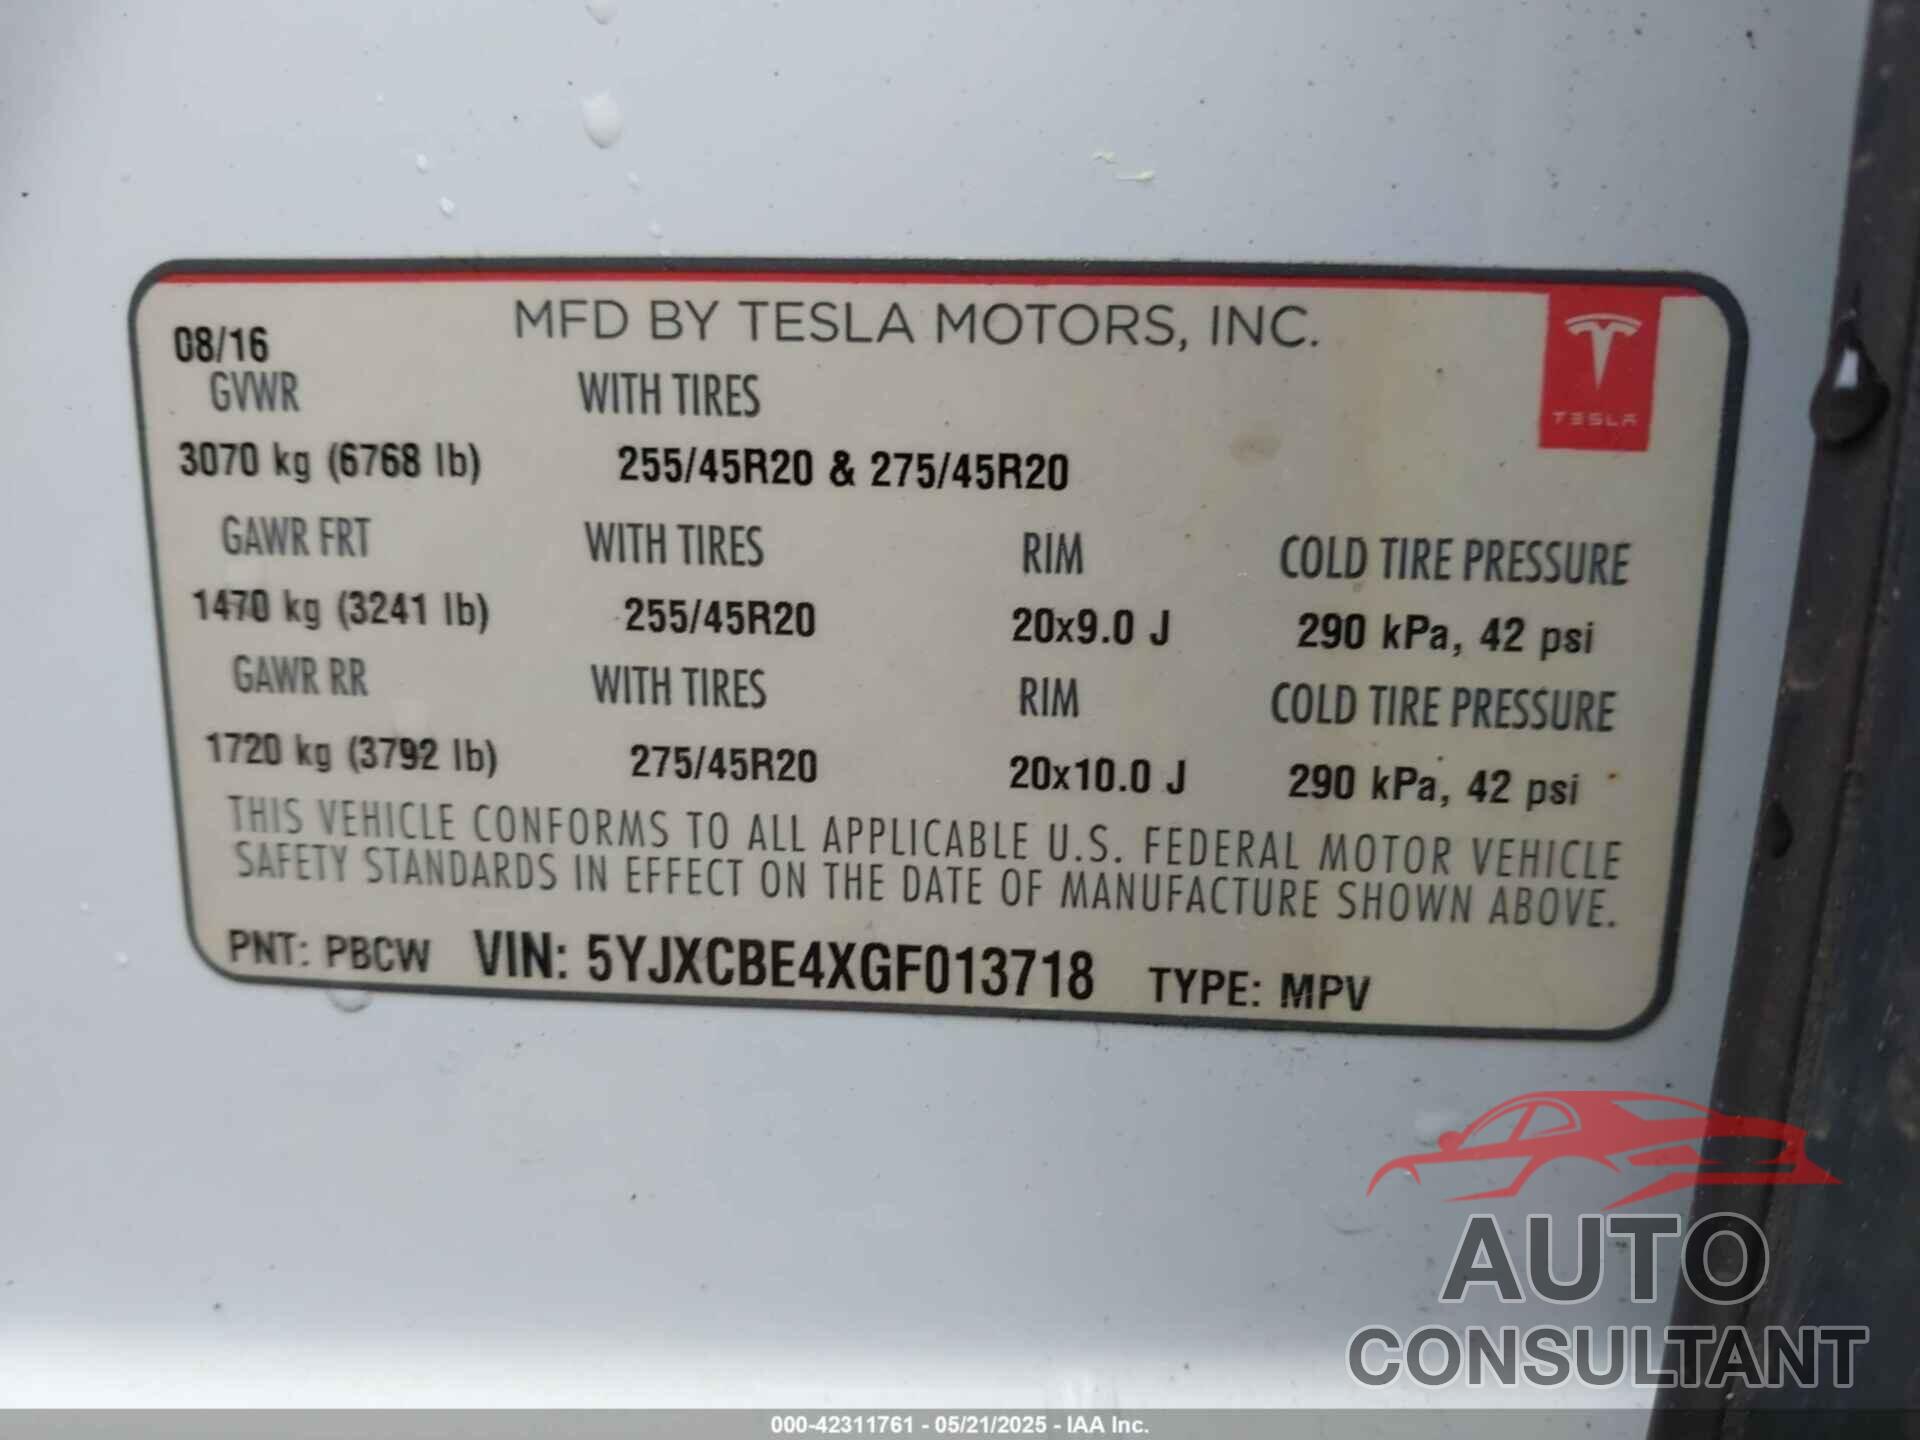 MFD BY TESLA MOTORS, INC.
08/16
TESLA
GVWR WITH TIRES
3070 kg (6768 lb) 255/45R20 & 275/45R20
GAWR FRT WITH TIRES RIM COLD TIRE PRESSURE
1470 kg (3241 lb) 255/45R20 20x9.0 J 290 kPa, 42 psi
GAWR RR WITH TIRES RIM COLD TIRE PRESSURE
1720 kg (3792 lb) 275/45R20 20x10.0 J 290 kPa, 42 psi
THIS VEHICLE CONFORMS TO ALL APPLICABLE U.S. FEDERAL MOTOR VEHICLE
SAFETY STANDARDS IN EFFECT ON THE DATE OF MANUFACTURE SHOWN ABOVE.
PNT: PBCW VIN: 5YJXCBE4XGF013718 TYPE: MPV
AUTO
CONSULTANT
000-42311761 - 05/21/2025 - IAA Inc.